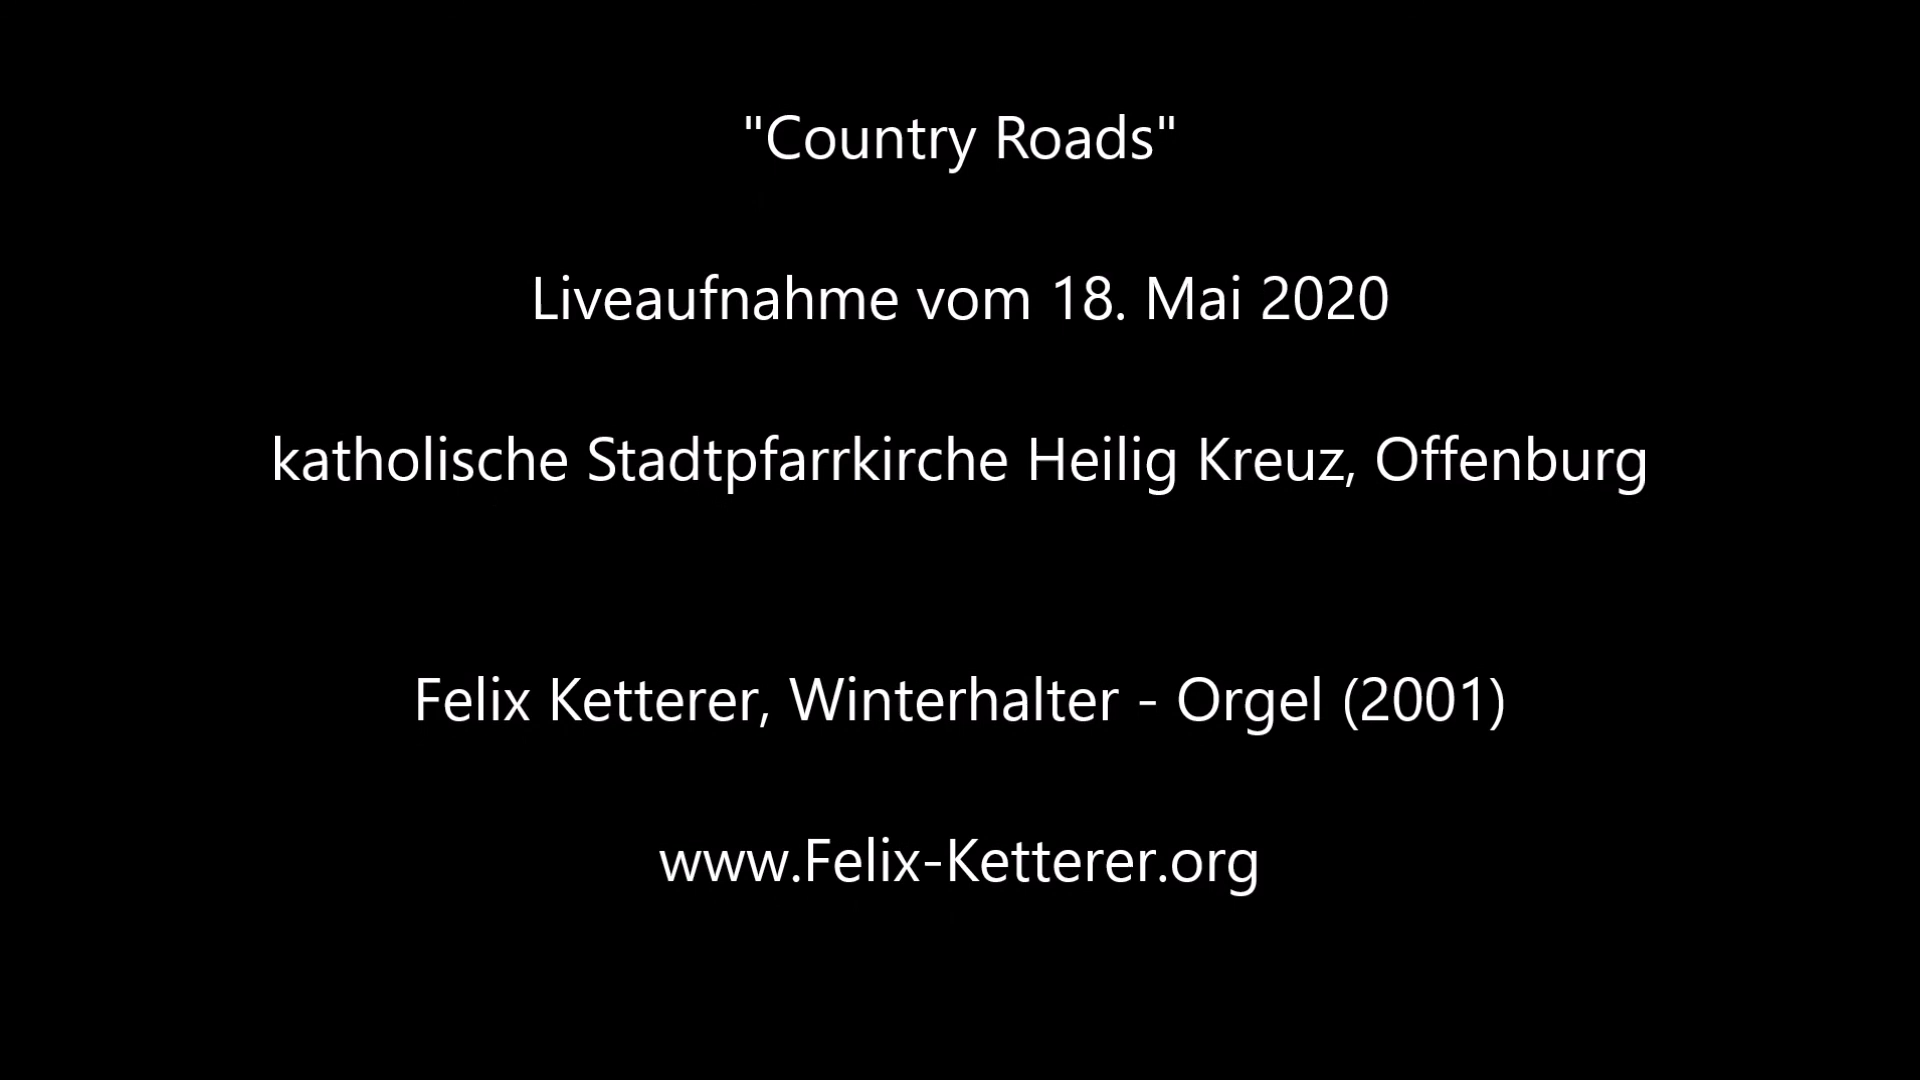 "Country Roads"
Liveaufnahme vom 18. Mai 2020
katholische Stadtpfarrkirche Heilig Kreuz, Offenburg
Felix Ketterer, Winterhalter - Orgel (2001)
www.Felix-Ketterer.org